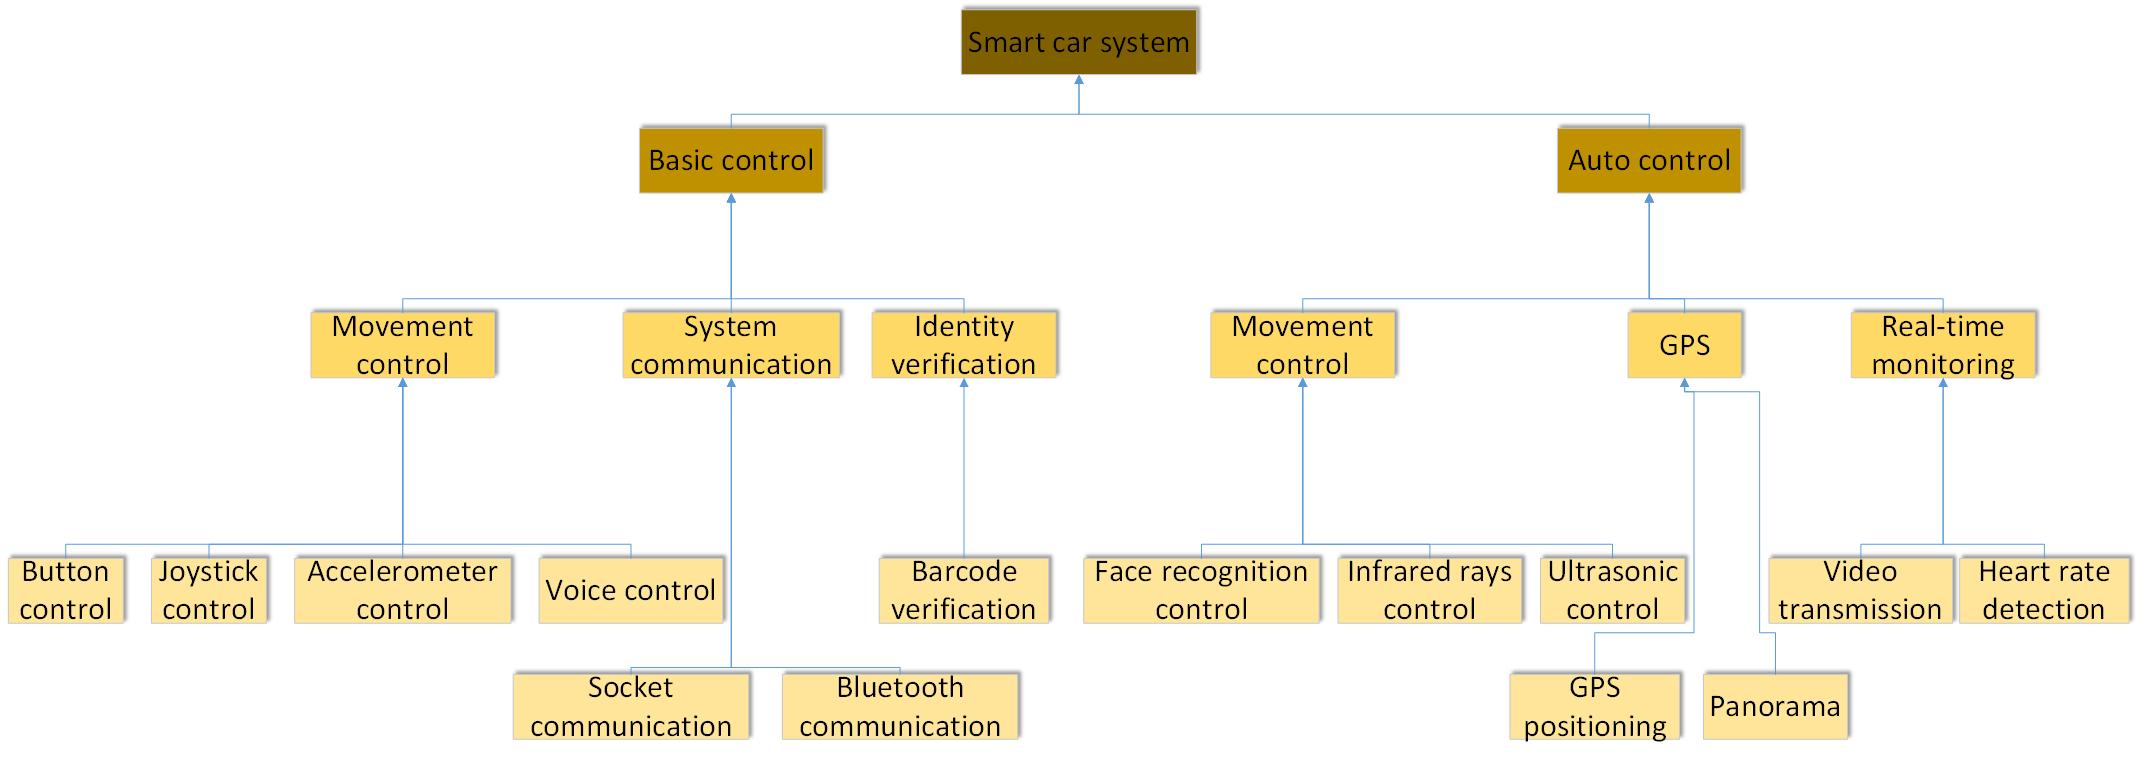 Smart car system
Basic control
Auto control
Movement
control
System
communication
Identity
verification
Movement
control
GPS
Real-time
monitoring
Button
control
Joystick
control
Accelerometer
control
Voice control
Barcode
verification
Face recognition
control
Infrared rays
control
Ultrasonic
control
Video
transmission
Heart rate
detection
Socket
communication
Bluetooth
communication
GPS
positioning
Panorama